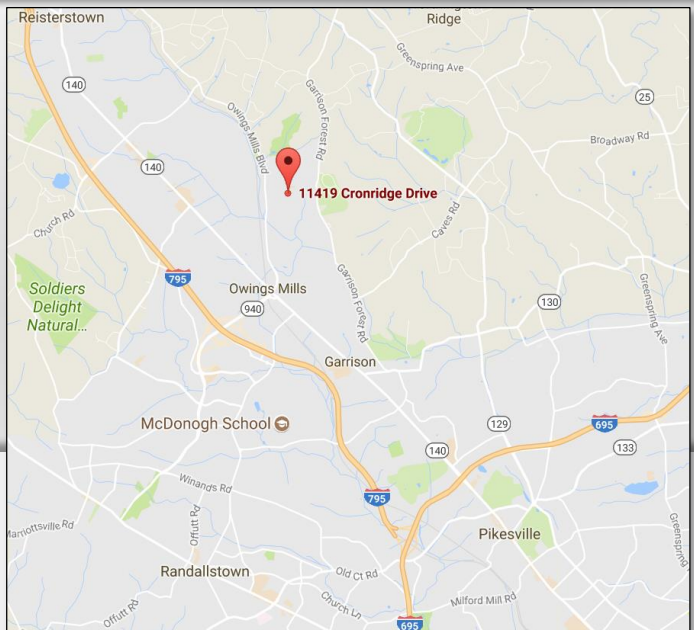 Reisterstown
Ridge
Greenspring Ave
140
25
Owings Mills Blvd
Garrison Forest Rd
Broadway Rd
140
11419 Cronridge Drive
Church Rd
Caves Rd
795
Soldiers
Delight
Natural...
Owings Mills
Garrison Forest Rd
Greenspring Ave
130
940
Garrison
McDonogh School
129
695
140
133
Winands Rd
795
Offutt Rd
Marriottsville Rd
Pikesville
Greenspring
Randallstown
Old Ct Rd
Church Ln
Milford Mill Rd
Offutt Rd
695